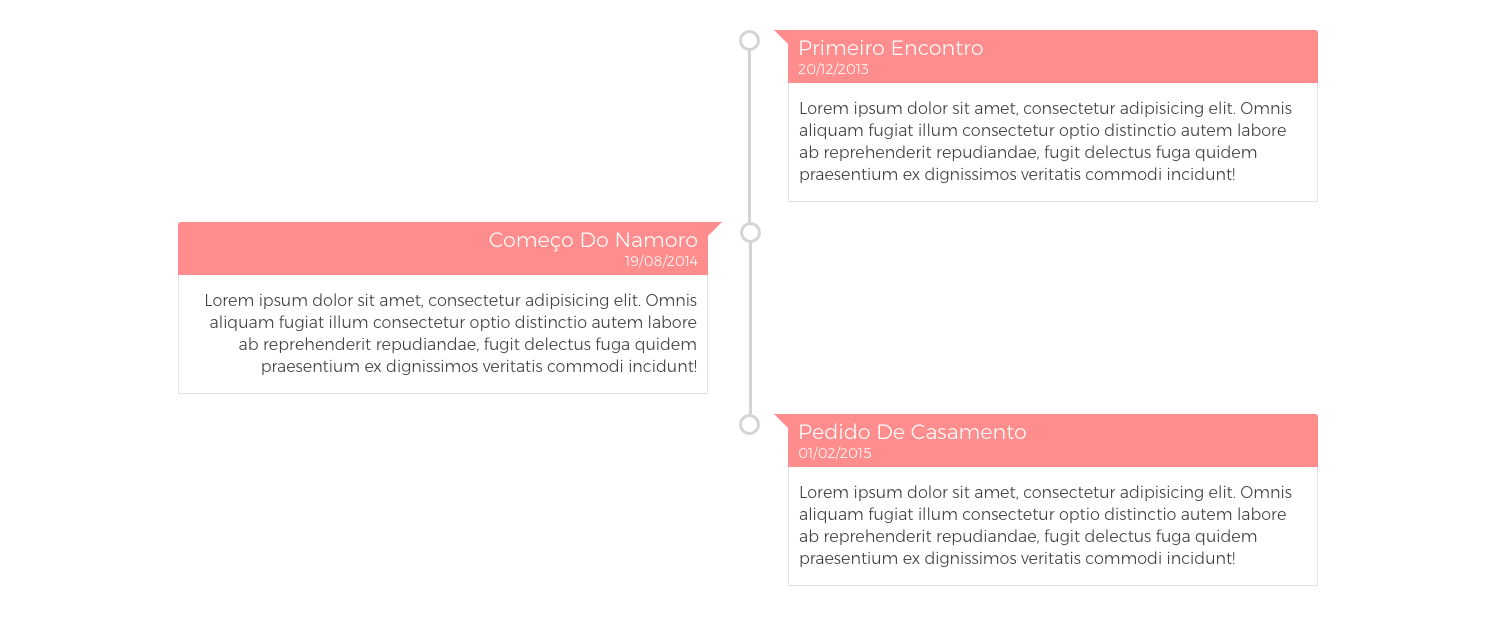 Primeiro Encontro
20/12/2013
Lorem ipsum dolor sit amet, consectetur adipisicing elit. Omnis
aliquam fugiat illum consectetur optio distinctio autem labore
ab reprehenderit repudiandae, fugit delectus fuga quidem
praesentium ex dignissimos veritatis commodi incidunt!
Começo Do Namoro
19/08/2014
Lorem ipsum dolor sit amet, consectetur adipisicing elit. Omnis
aliquam fugiat illum consectetur optio distinctio autem labore
ab reprehenderit repudiandae, fugit delectus fuga quidem
praesentium ex dignissimos veritatis commodi incidunt!
Pedido De Casamento
01/02/2015
Lorem ipsum dolor sit amet, consectetur adipisicing elit. Omnis
aliquam fugiat illum consectetur optio distinctio autem labore
ab reprehenderit repudiandae, fugit delectus fuga quidem
praesentium ex dignissimos veritatis commodi incidunt!